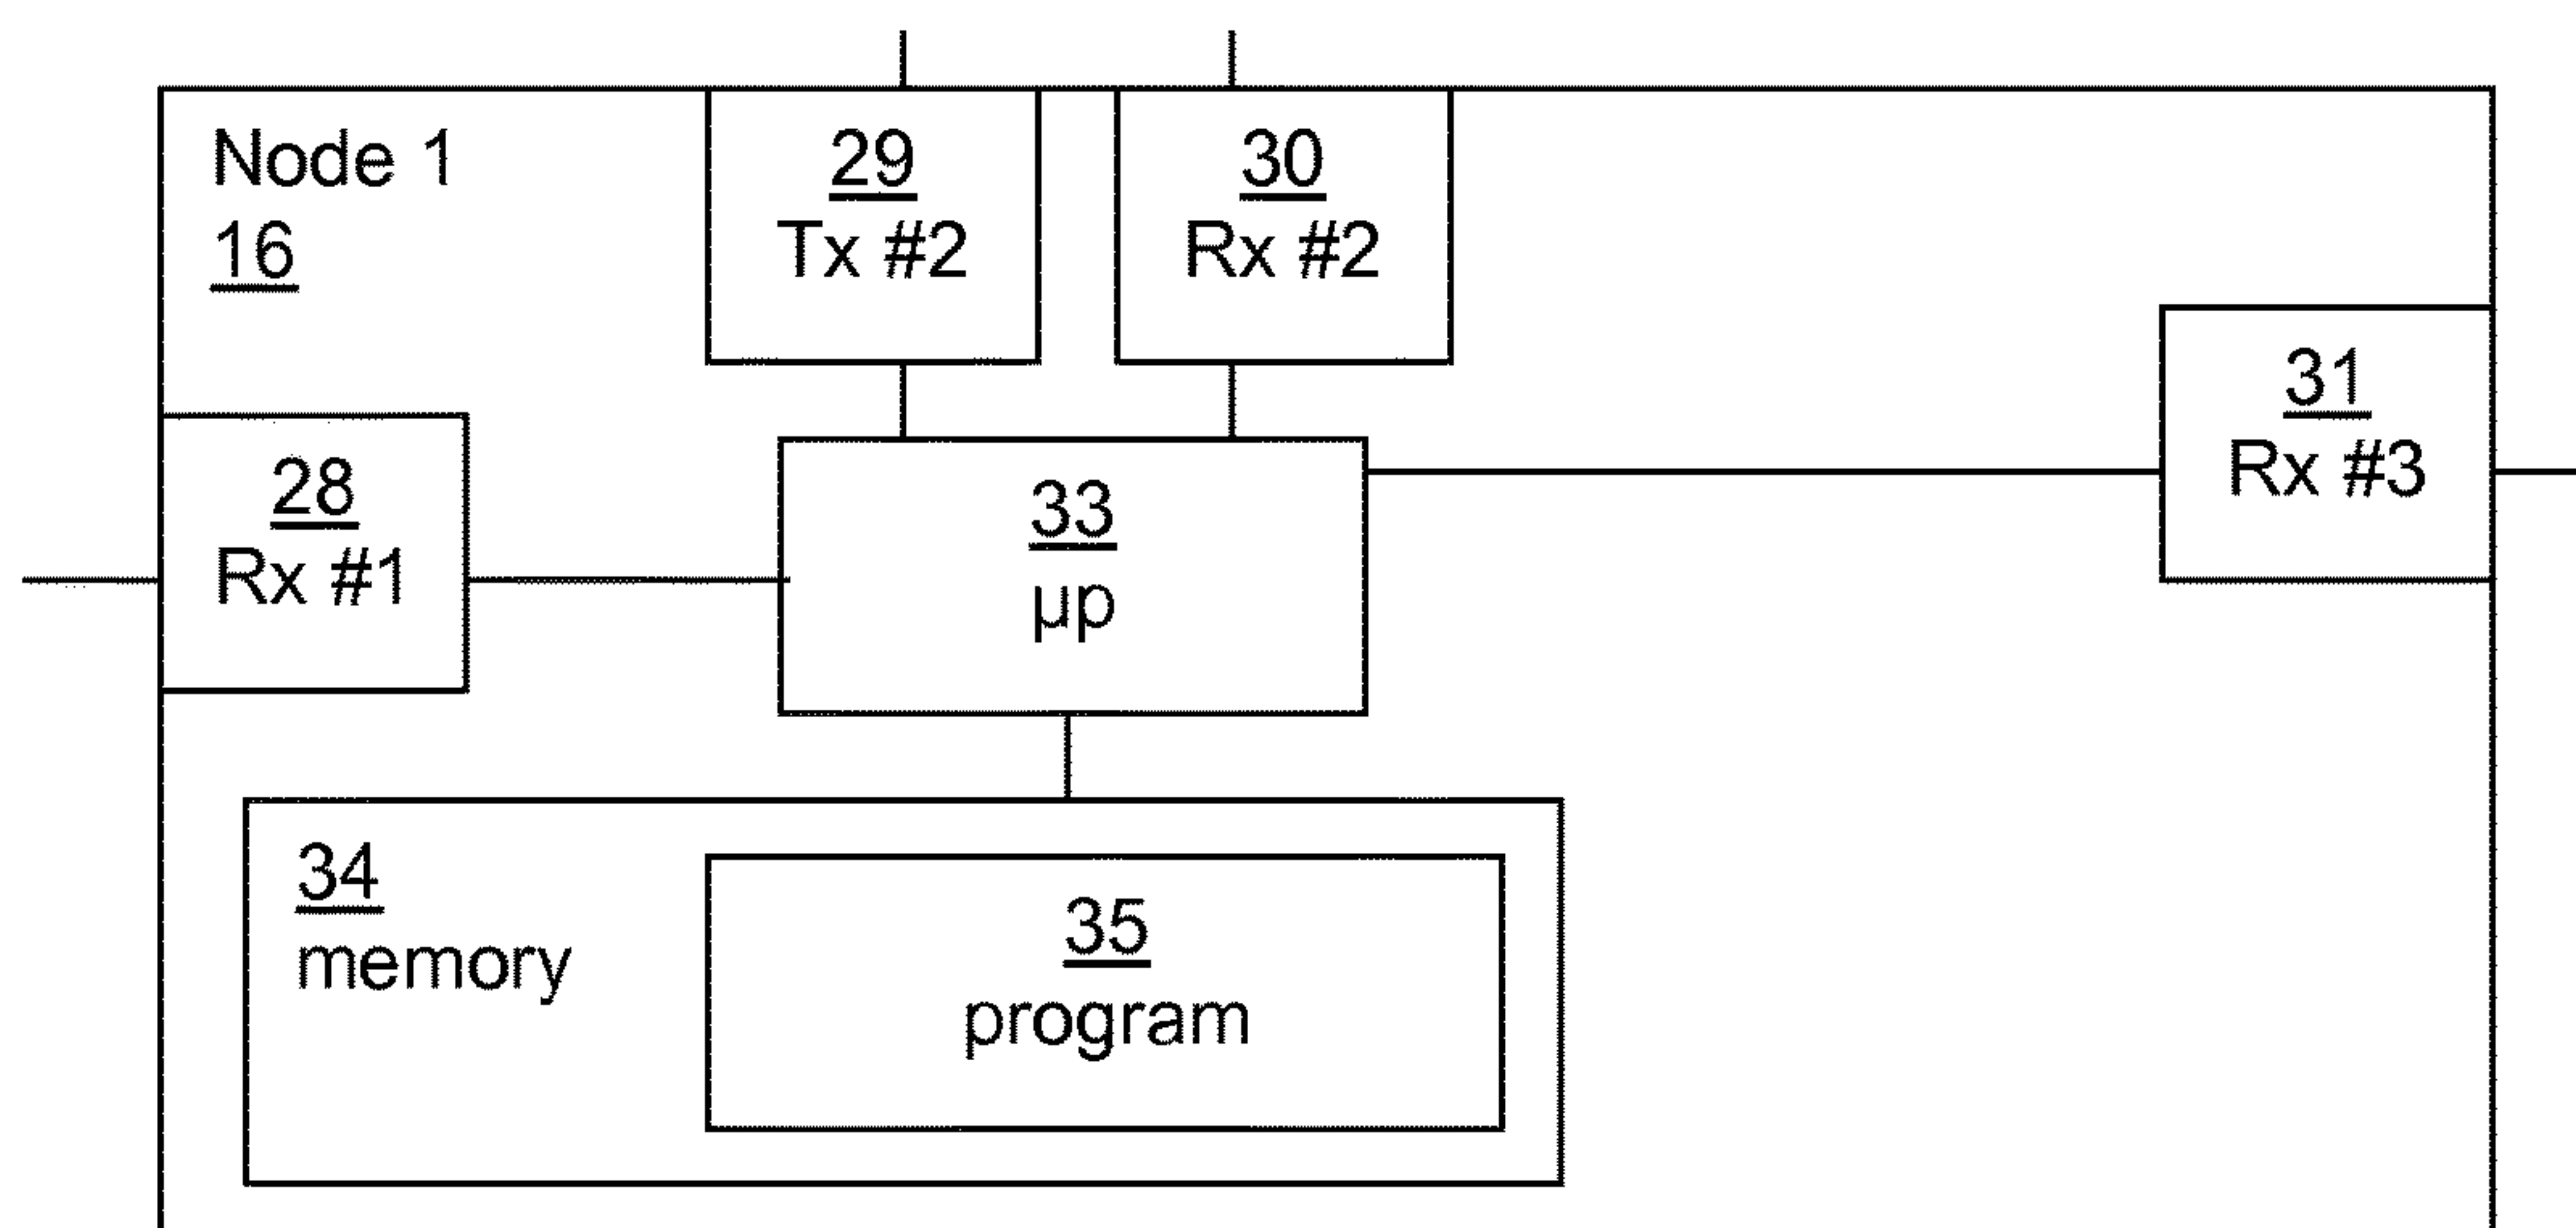 Node 1
16
29
Tx #2
30
Rx #2
31
Rx #3
28
Rx #1
33
µp
34
memory
35
program